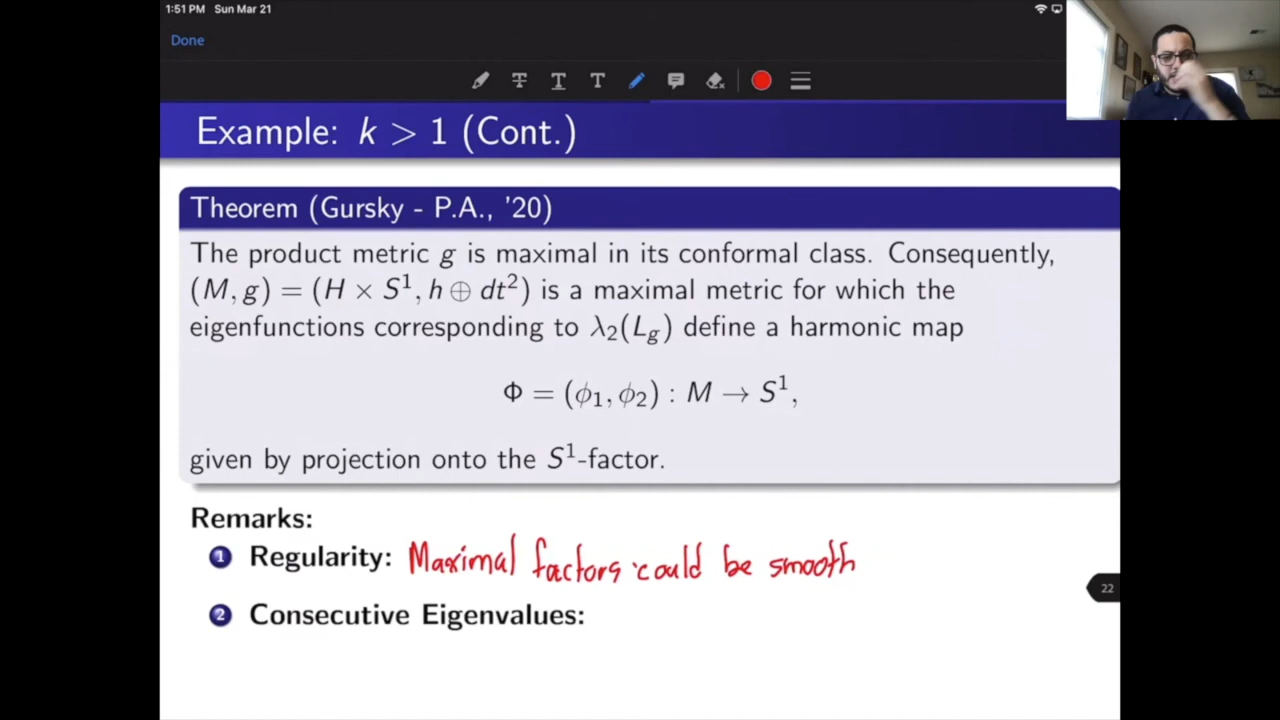 1:51 PM Sun Mar 21
Done
Example: k > 1 (Cont.)
Theorem (Gursky - P.A., '20)
The product metric g is maximal in its conformal class. Consequently,
(M, g) = (H × S¹, h ⊕ dt²) is a maximal metric for which the
eigenfunctions corresponding to λ₂(L_g) define a harmonic map
Φ = (ϕ₁, ϕ₂) : M → S¹,
given by projection onto the S¹-factor.
Remarks:
1 Regularity: Maximal factors could be smooth
22
2 Consecutive Eigenvalues: